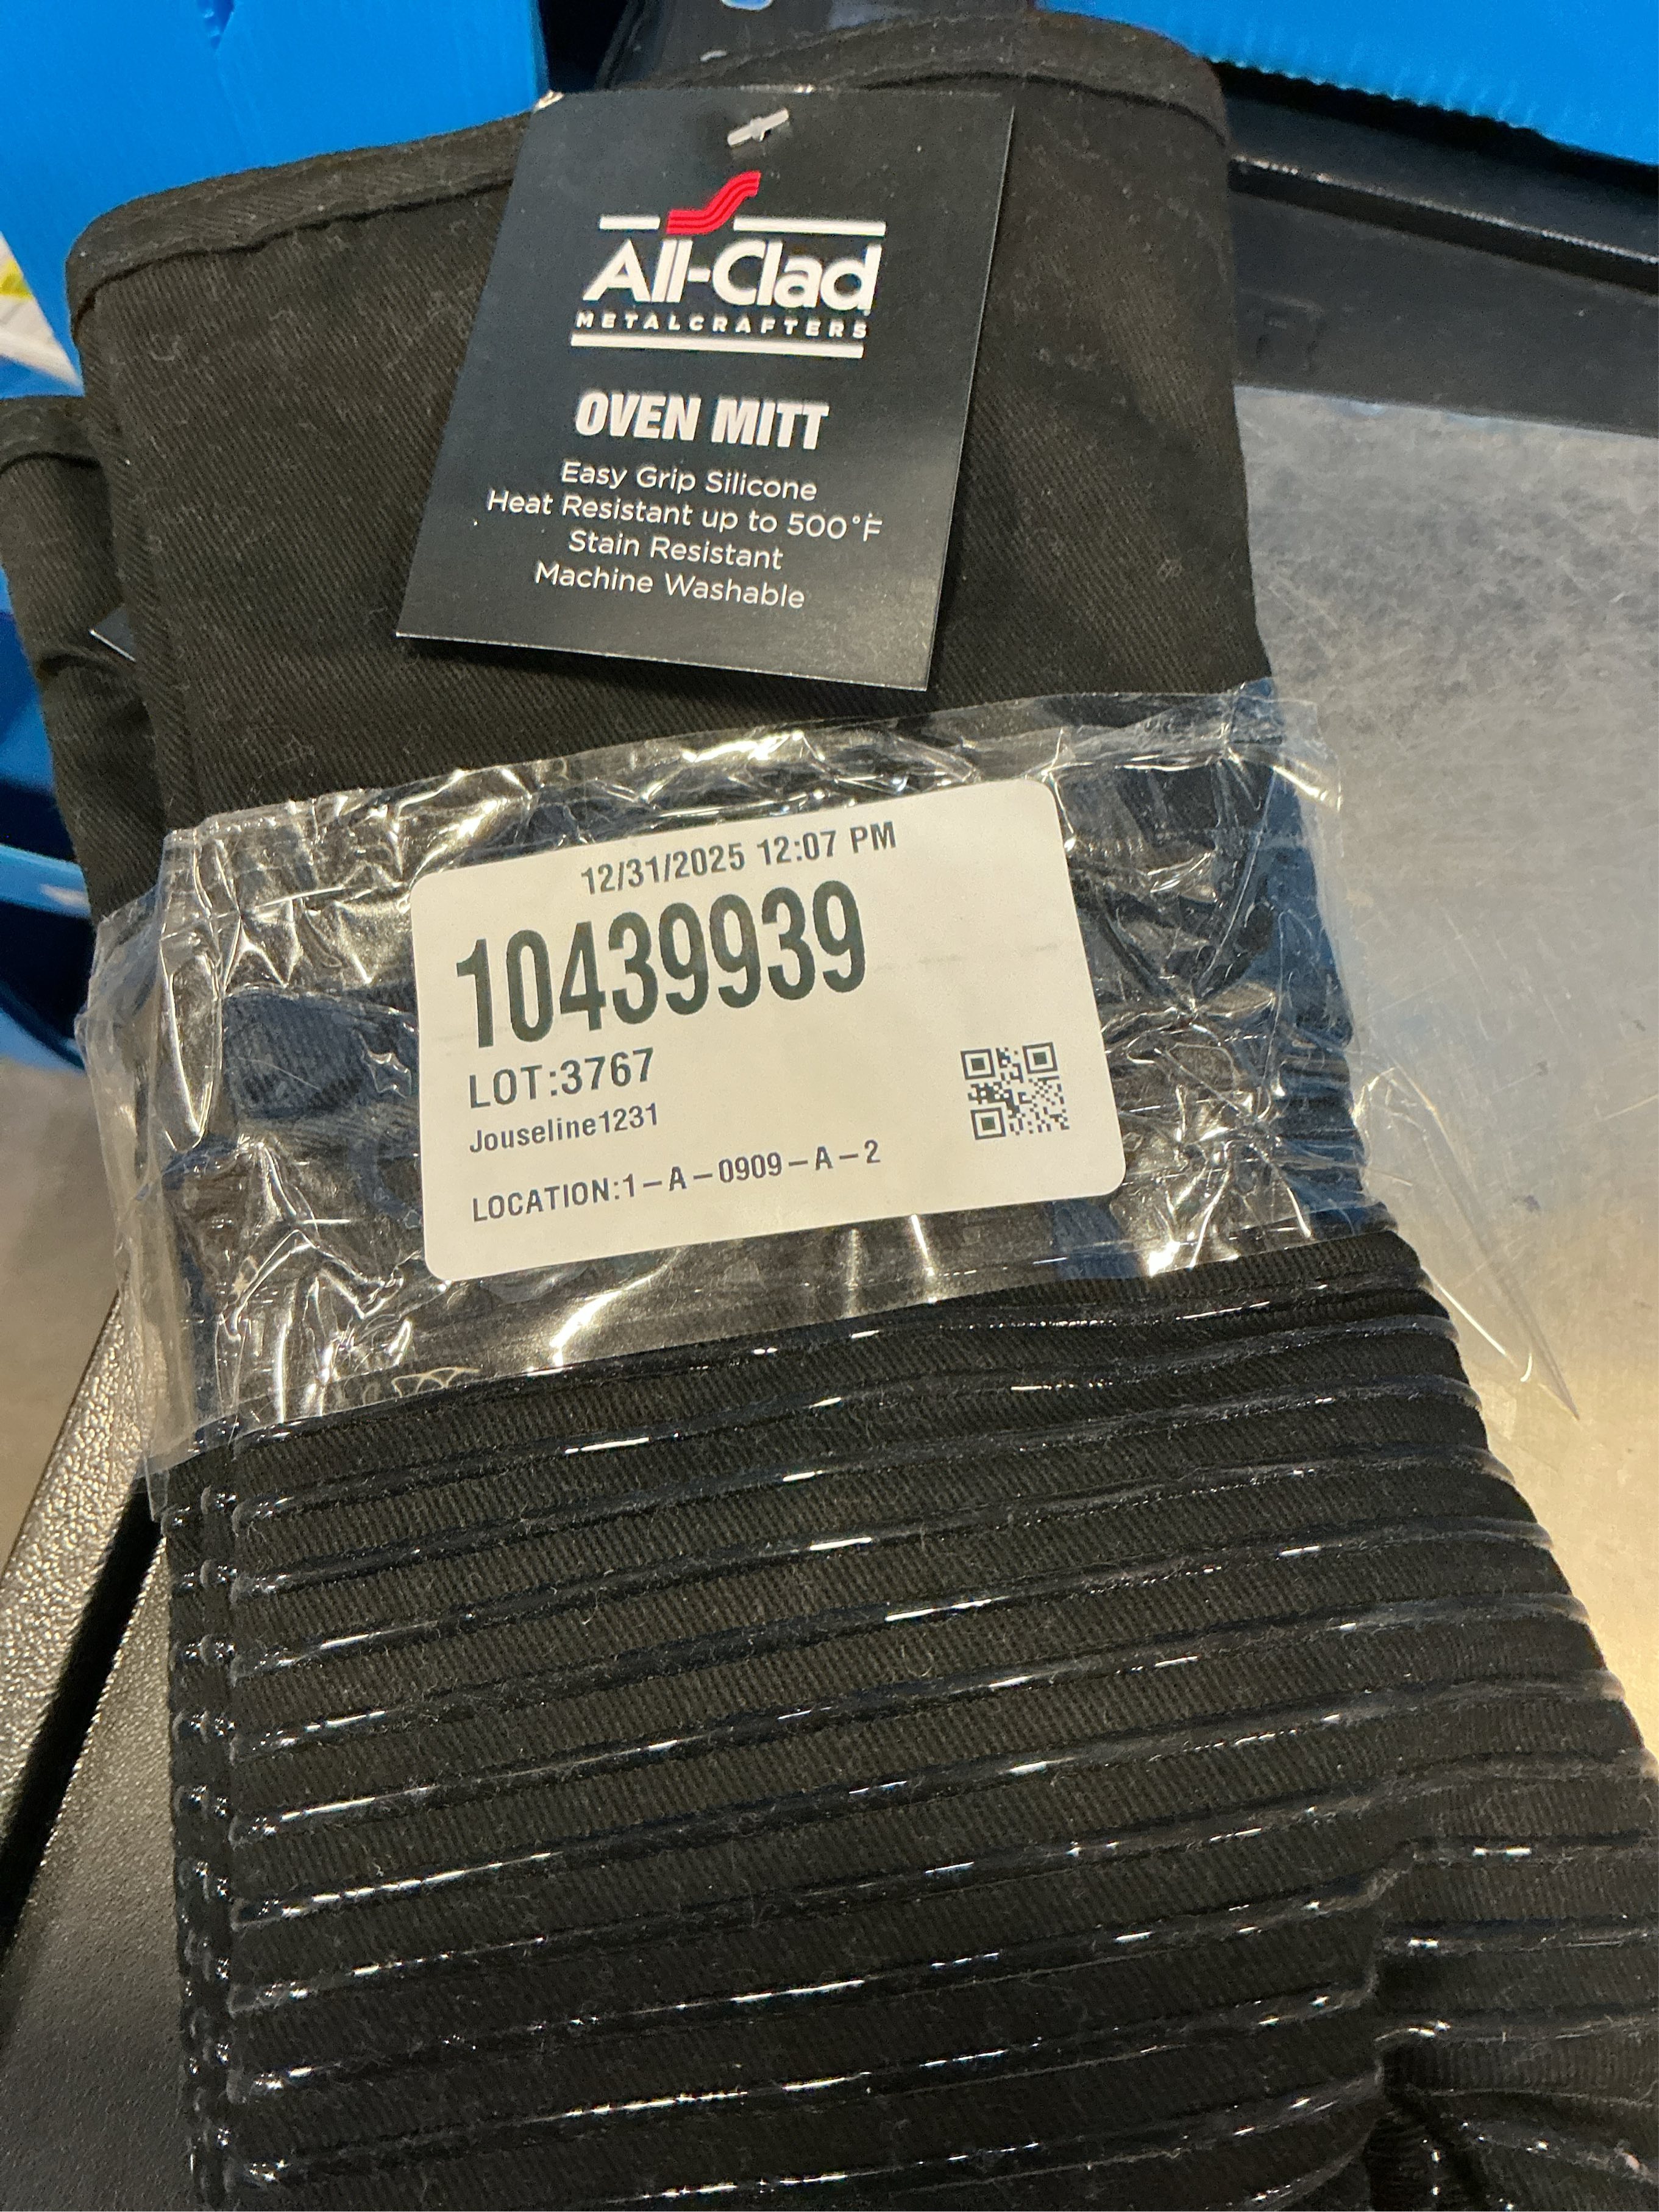 All-Clad
METALCRAFTERS
OVEN MITT
Easy Grip Silicone
Heat Resistant up to 500°F
Stain Resistant
Machine Washable
12/31/2025 12:07 PM
10439939
LOT:3767
Jouseline1231
LOCATION:1-A-0909-A-2